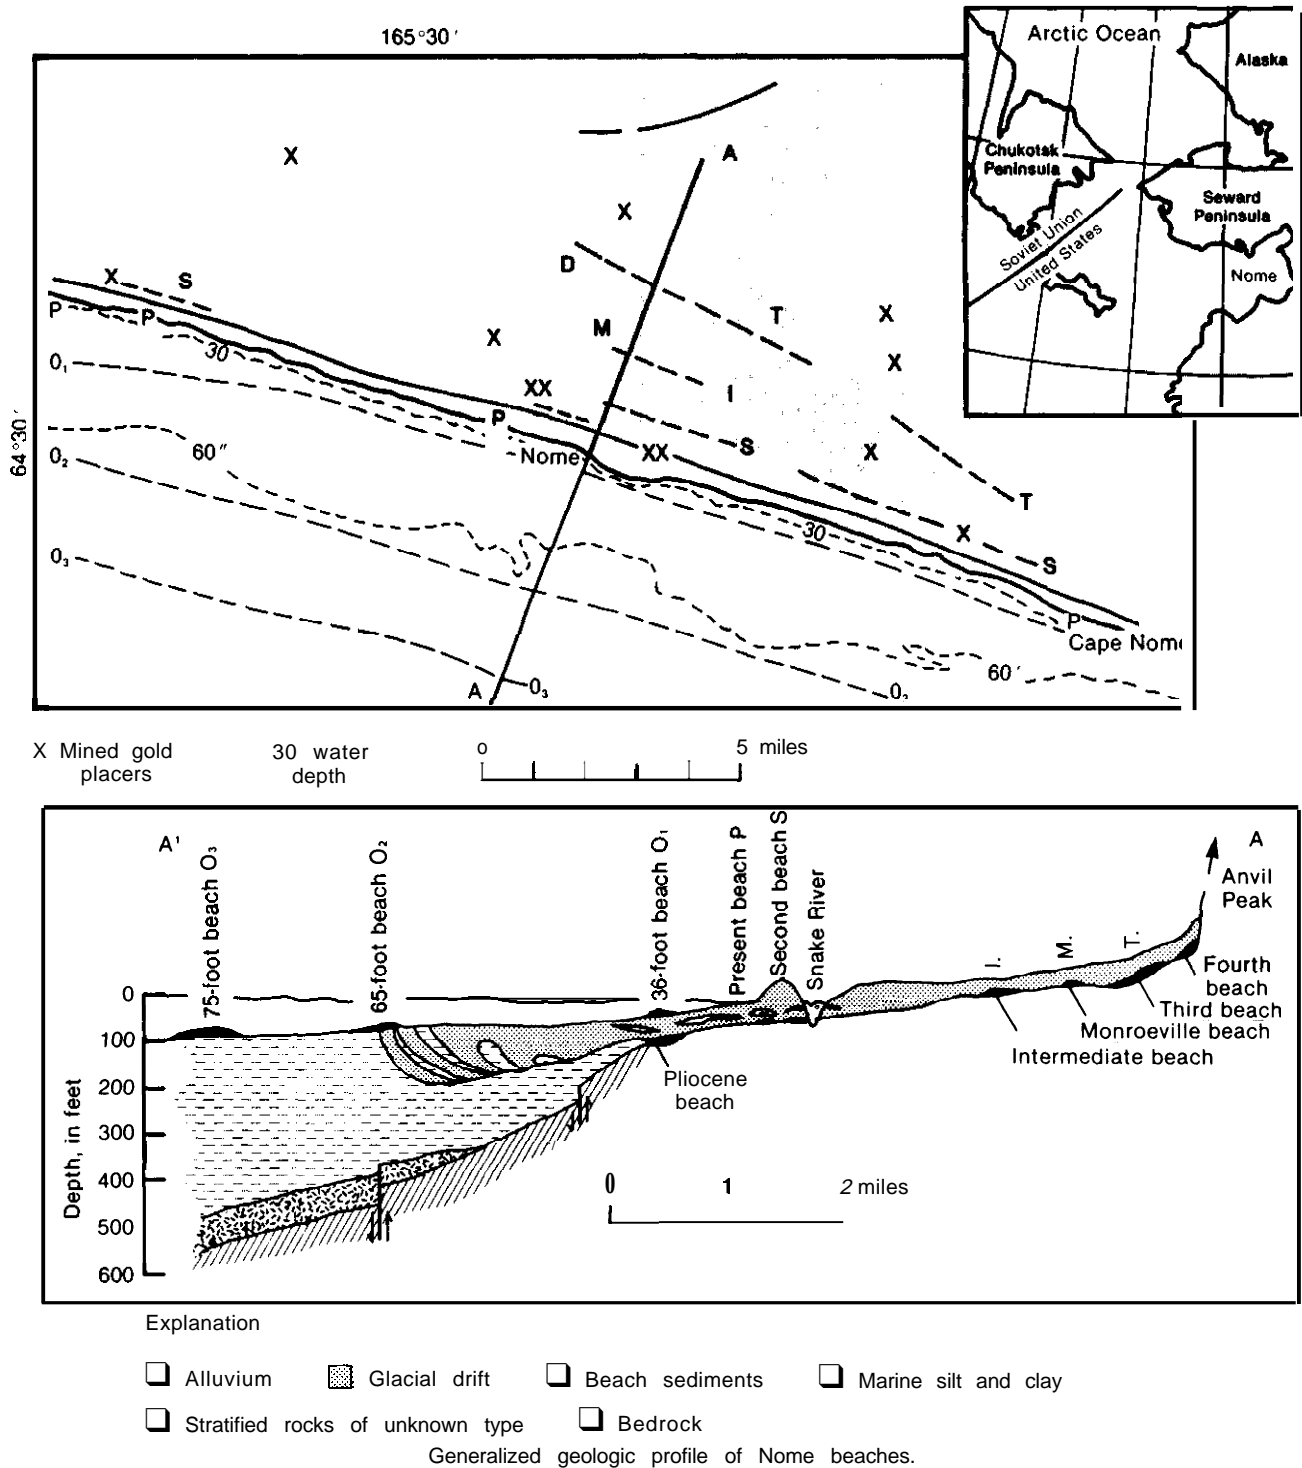 165°30′
Arctic Ocean
Alaska
Chukotsk
Peninsula
Seward
Peninsula
Soviet Union
United States
Nome
64°30′
X
A
X
D
X S
T X
M
P P
X
30
X
O₁
XX
I
P
S
60″
Nome
XX
X
O₂
T
30
X
O₃
S
P
Cape Nom
60′
A O₃
O₂
X Mined gold
placers
30 water
depth
0 5 miles
A'
75-foot beach O₃
65-foot beach O₂
36-foot beach O₁
Present beach P
Second beach S
Snake River
I.
M.
T.
A
Anvil
Peak
Fourth
beach
Third beach
Monroeville beach
Intermediate beach
Pliocene
beach
Depth, in feet
0
100
200
300
400
500
600
0 1 2 miles
Explanation
Alluvium Glacial drift Beach sediments Marine silt and clay
Stratified rocks of unknown type Bedrock
Generalized geologic profile of Nome beaches.